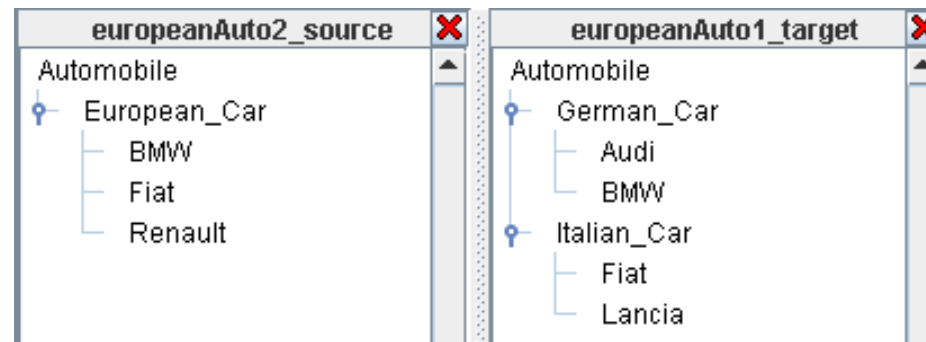 europeanAuto2_source
Automobile
European_Car
BMW
Fiat
Renault
europeanAuto1_target
Automobile
German_Car
Audi
BMW
Italian_Car
Fiat
Lancia